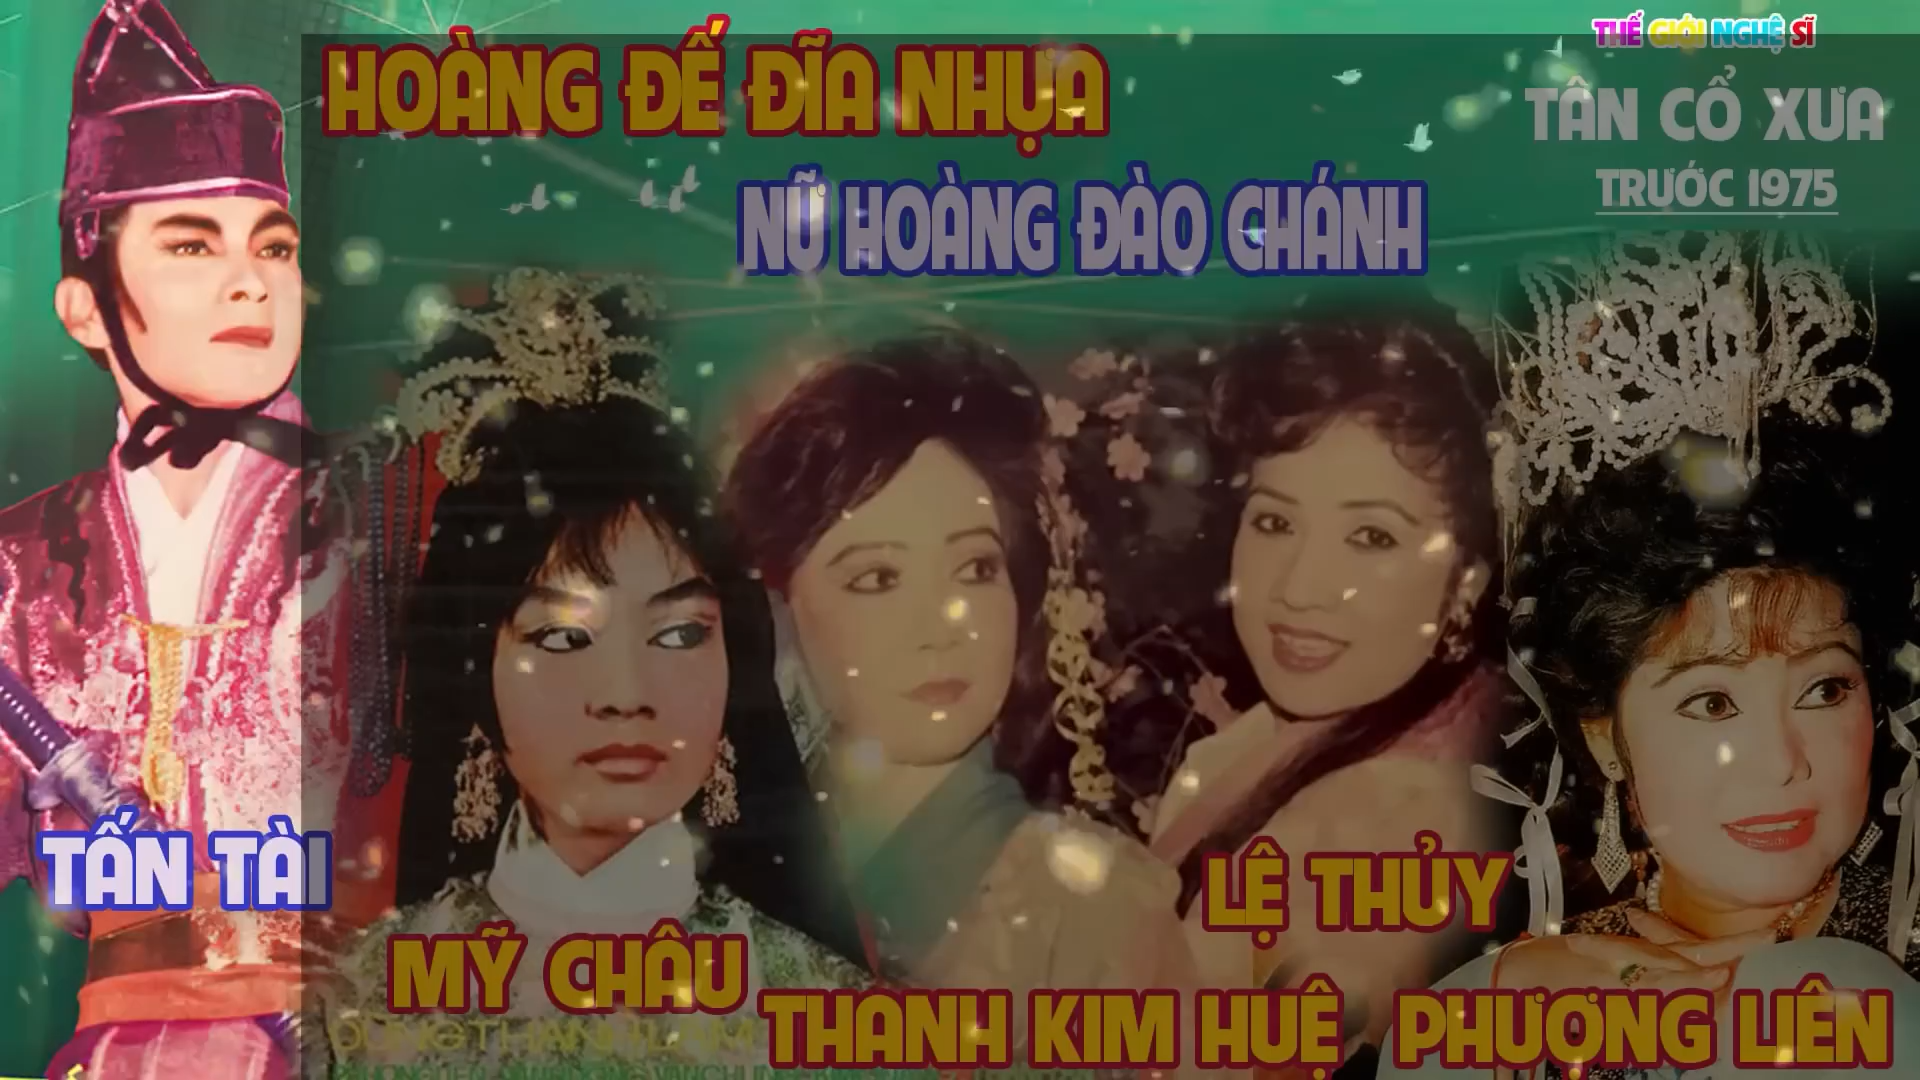 THẾ GIỚI NGHỆ SĨ
HOÀNG ĐẾ ĐĨA NHỰA
TÂN CỔ XƯA
TRƯỚC 1975
NỮ HOÀNG ĐÀO CHÁNH
TẤN TÀI
LỆ THỦY
MỸ CHÂU
THANH KIM HUỆ
PHƯỢNG LIÊN